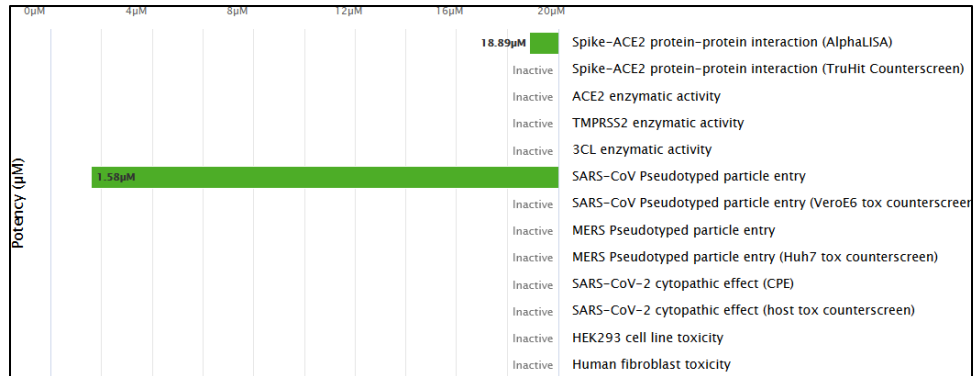 0μM 4μM 8μM 12μM 16μM 20μM
18.89μM Spike-ACE2 protein-protein interaction (AlphaLISA)
Inactive Spike-ACE2 protein-protein interaction (TruHit Counterscreen)
Inactive ACE2 enzymatic activity
Inactive TMPRSS2 enzymatic activity
Inactive 3CL enzymatic activity
1.58μM SARS-CoV Pseudotyped particle entry
Inactive SARS-CoV Pseudotyped particle entry (VeroE6 tox counterscreen
Inactive MERS Pseudotyped particle entry
Inactive MERS Pseudotyped particle entry (Huh7 tox counterscreen)
Inactive SARS-CoV-2 cytopathic effect (CPE)
Inactive SARS-CoV-2 cytopathic effect (host tox counterscreen)
Inactive HEK293 cell line toxicity
Inactive Human fibroblast toxicity
Potency (μM)